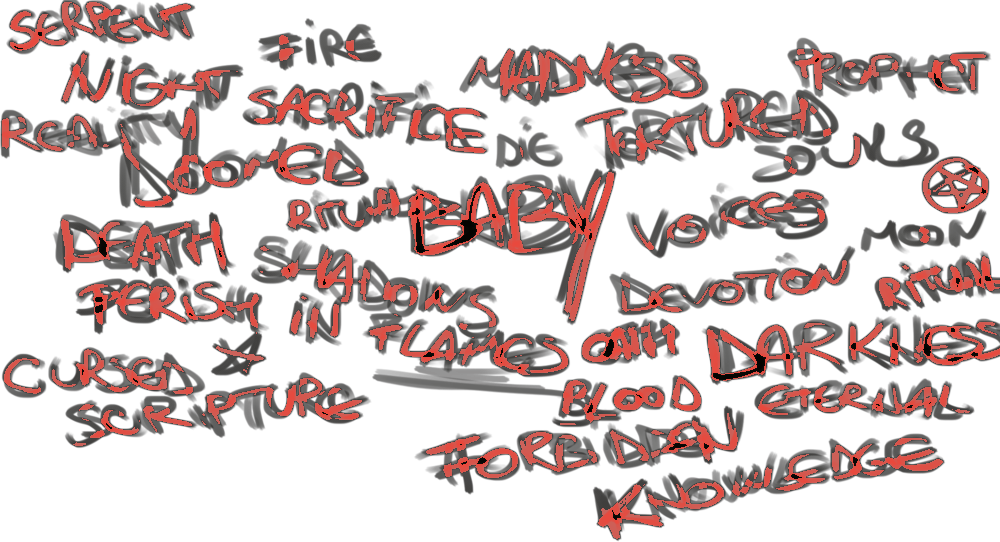 SERPENT
FIRE
NIGHT
MADNESS
PROPHET
SACRIFICE
REALITY
DIE
TORTURED
SOULS
DOOMED
RITUAL
BABY
VOICES
MOON
DEATH
SHADOWS
DEVOTION
RITUAL
PERISH
IN
FLAMES
OATH
DARKNESS
CURSED
SCRIPTURE
BLOOD
ETERNAL
FORBIDDEN
KNOWLEDGE